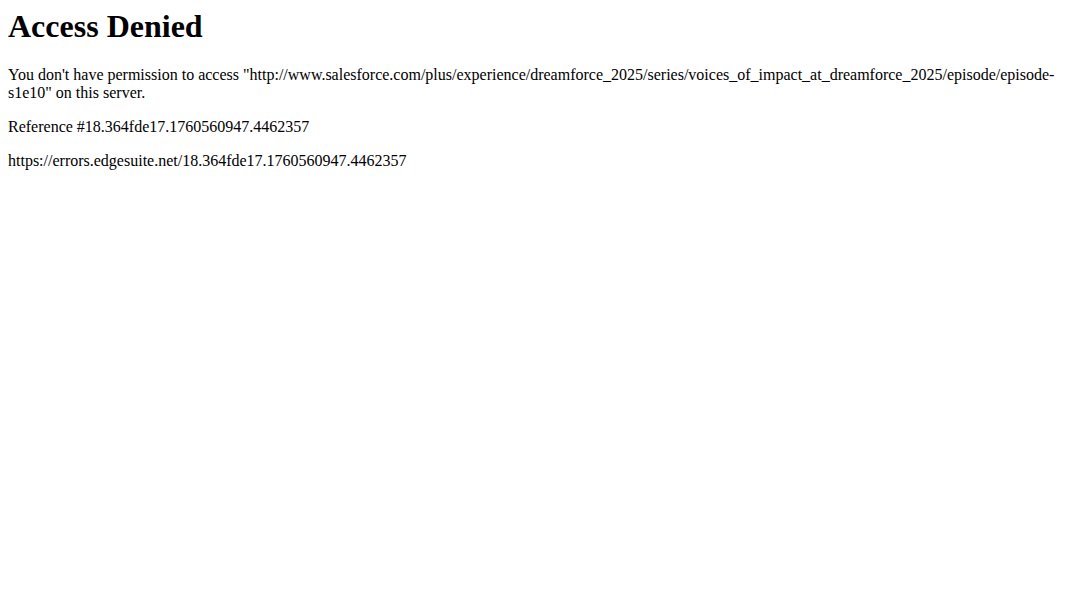 Access Denied
You don't have permission to access "http://www.salesforce.com/plus/experience/dreamforce_2025/series/voices_of_impact_at_dreamforce_2025/episode/episode-
s1e10" on this server.
Reference #18.364fde17.1760560947.4462357
https://errors.edgesuite.net/18.364fde17.1760560947.4462357